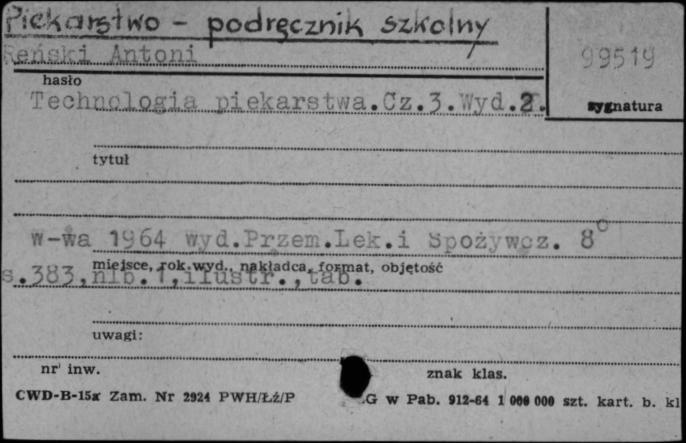 Piekarstwo - podręcznik szkolny
Reński Antoni
99519
hasło
Technologia piekarstwa.Cz.3.Wyd.2.
sygnatura
tytuł
W-wa 1964 wyd.Przem.Lek.i Spożywcz. 8°
miejsce, rok wyd., nakładca, format, objętość
s.383,nlb.1,ilustr.,tab.
uwagi:
nr inw.
znak klas.
CWD-B-15x Zam. Nr 2924 PWH/Łź/P
G w Pab. 912-64 1 000 000 szt. kart. b. kl